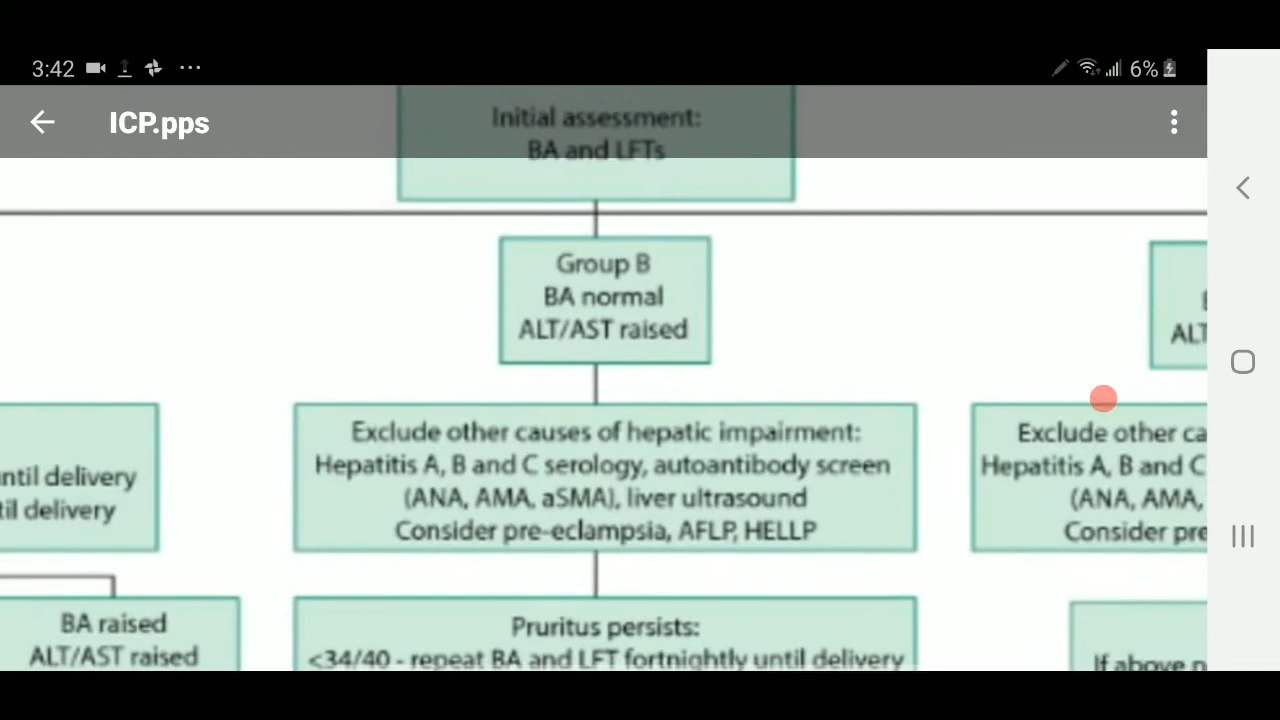 3:42
6%
ICP.pps
Initial assessment:
BA and LFTs
Group B
BA normal
ALT/AST raised
ALT
ntil delivery
til delivery
Exclude other causes of hepatic impairment:
Hepatitis A, B and C serology, autoantibody screen
(ANA, AMA, aSMA), liver ultrasound
Consider pre-eclampsia, AFLP, HELLP
Exclude other ca
Hepatitis A, B and C
(ANA, AMA,
Consider pre
BA raised
ALT/AST raised
Pruritus persists:
<34/40 - repeat BA and LFT fortnightly until delivery
If above n